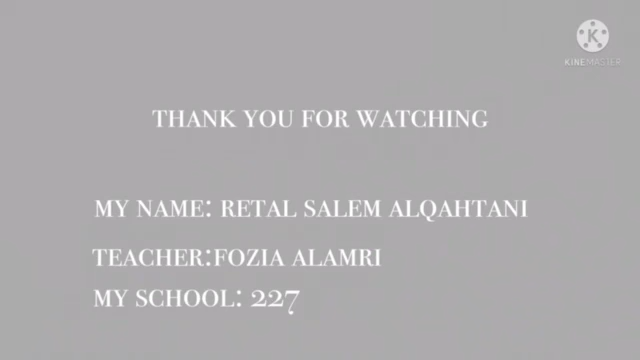 KINEMASTER
THANK YOU FOR WATCHING
MY NAME: RETAL SALEM ALQAHTANI
TEACHER:FOZIA ALAMRI
MY SCHOOL: 227